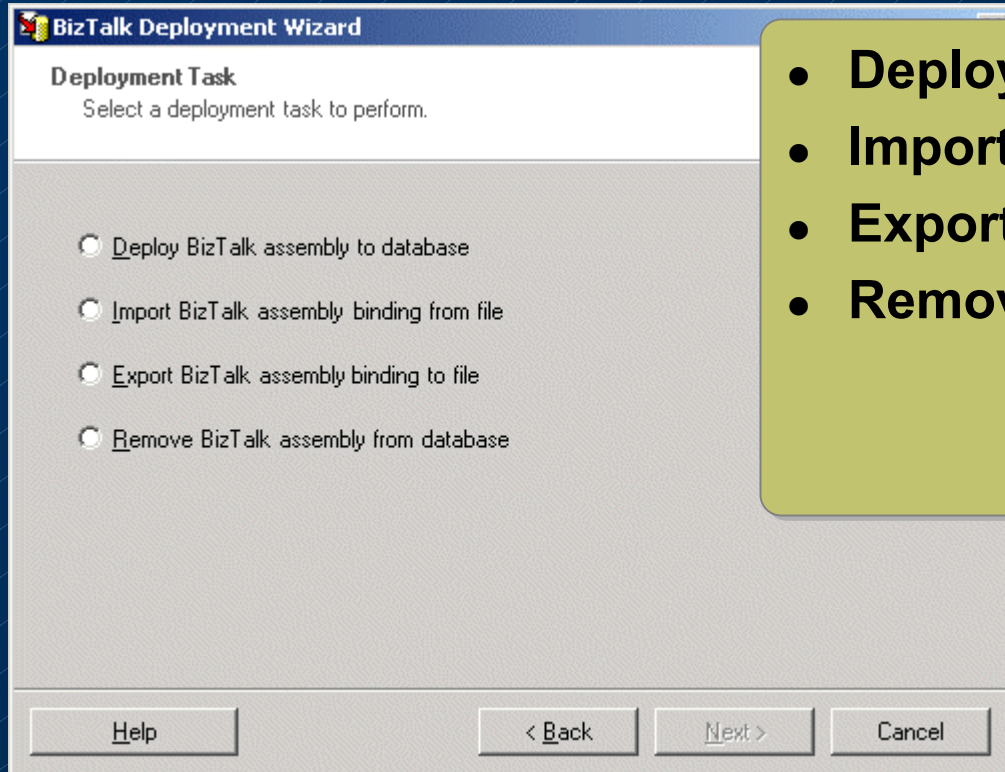 BizTalk Deployment Wizard
Deployment Task
Select a deployment task to perform.
Deploy BizTalk assembly to database
Import BizTalk assembly binding from file
Export BizTalk assembly binding to file
Remove BizTalk assembly from database
Help
< Back
Next >
Cancel
• Deploy
• Import
• Export
• Remov